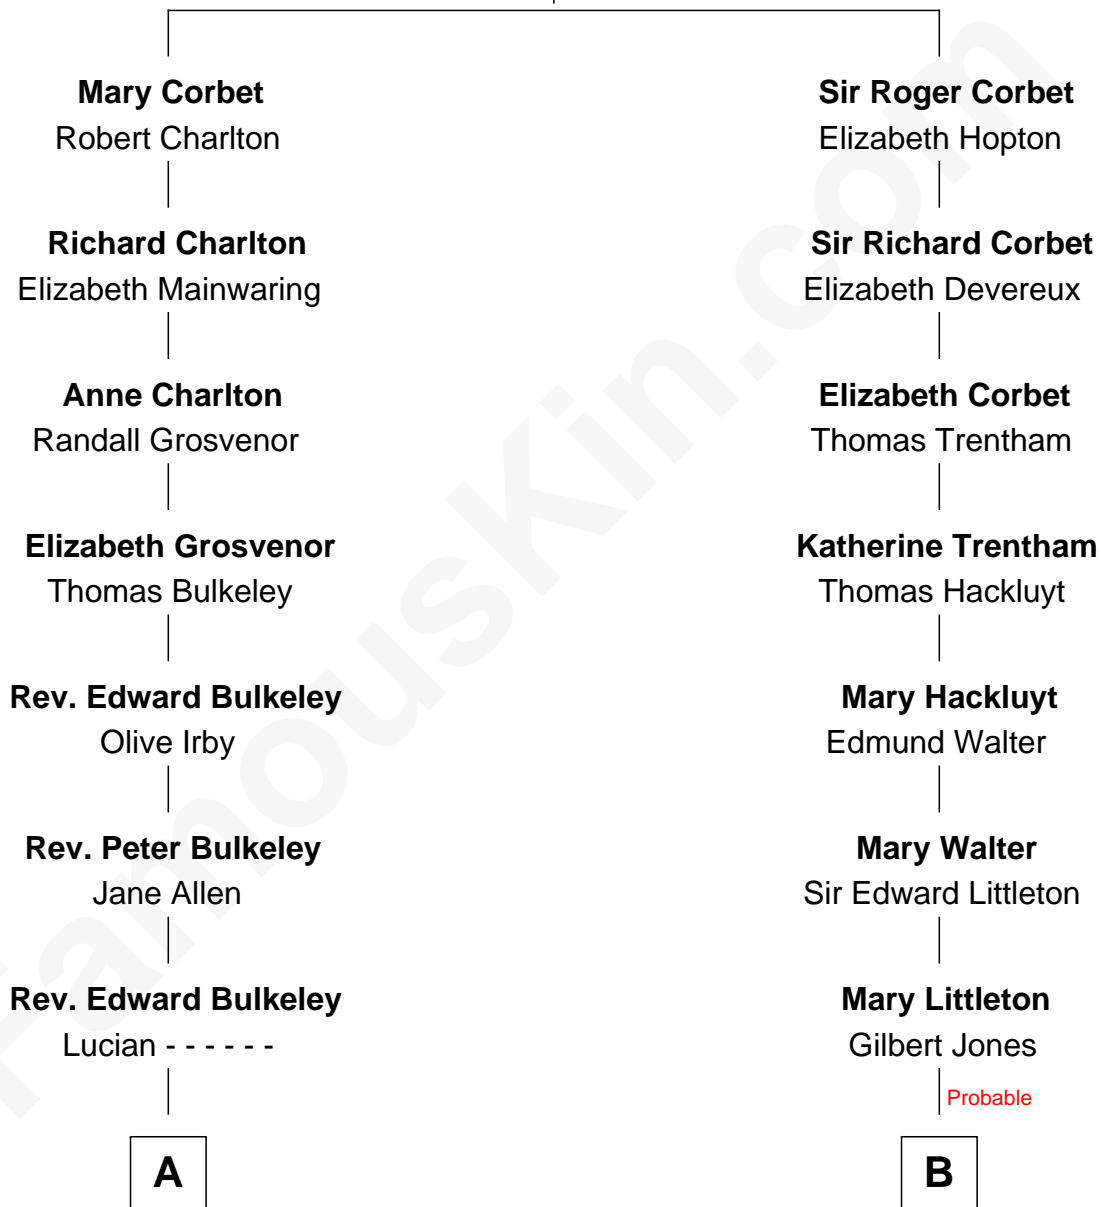 Mary Corbet
Robert Charlton
Richard Charlton
Elizabeth Mainwaring
Anne Charlton
Randall Grosvenor
Elizabeth Grosvenor
Thomas Bulkeley
Rev. Edward Bulkeley
Olive Irby
Rev. Peter Bulkeley
Jane Allen
Rev. Edward Bulkeley
Lucian - - - - - -
A
Sir Roger Corbet
Elizabeth Hopton
Sir Richard Corbet
Elizabeth Devereux
Elizabeth Corbet
Thomas Trentham
Katherine Trentham
Thomas Hackluyt
Mary Hackluyt
Edmund Walter
Mary Walter
Sir Edward Littleton
Mary Littleton
Gilbert Jones
Probable
B
FamousKin.com